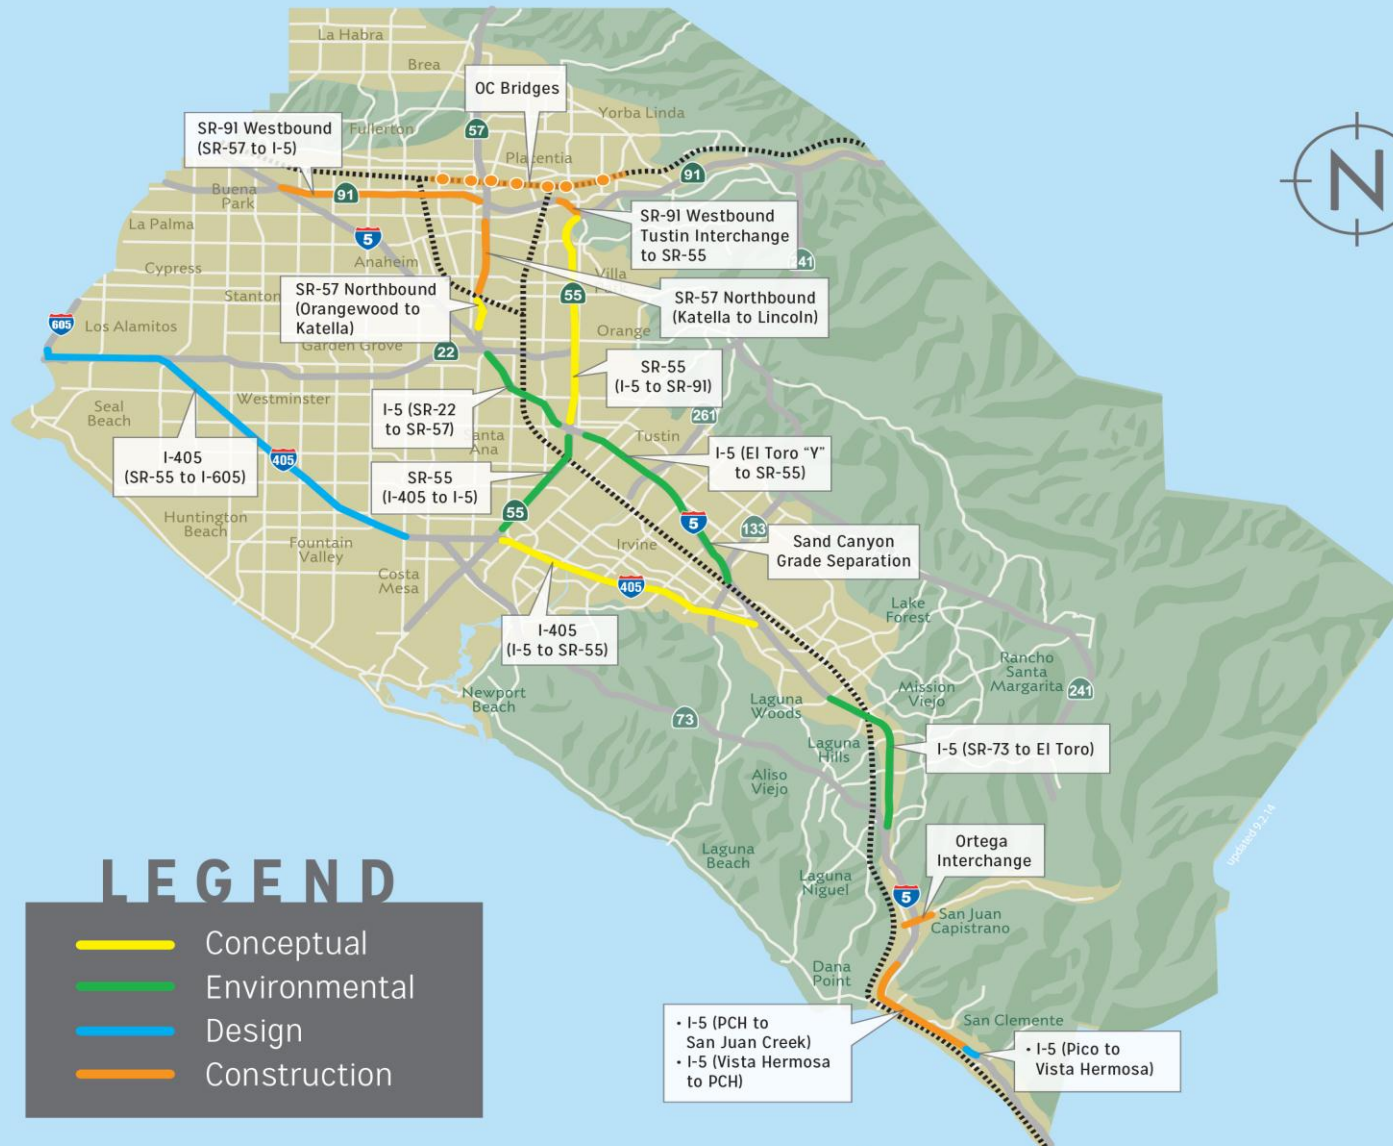 La Habra
Brea
OC Bridges
Yorba Linda
SR-91 Westbound
(SR-57 to I-5)
Fullerton
57
Placentia
91
Buena
Park
91
La Palma
5
SR-91 Westbound
Tustin Interchange
to SR-55
N
Anaheim
Cypress
Villa
241
Stanton
SR-57 Northbound
(Orangewood to
Katella)
55
SR-57 Northbound
(Katella to Lincoln)
605
Los Alamitos
Garden Grove
22
Orange
SR-55
(I-5 to SR-91)
Seal
Beach
Westminster
I-5 (SR-22
to SR-57)
261
Santa
Ana
Tustin
I-405
(SR-55 to I-605)
405
I-5 (El Toro “Y”
to SR-55)
SR-55
(I-405 to I-5)
Huntington
Beach
55
5
133
Fountain
Valley
Irvine
Sand Canyon
Grade Separation
Costa
Mesa
405
Lake
Forest
I-405
(I-5 to SR-55)
Rancho
Santa
Margarita
241
Newport
Beach
73
Laguna
Woods
Mission
Viejo
Laguna
Hills
I-5 (SR-73 to El Toro)
Aliso
Viejo
updated 9.2.14
Laguna
Beach
Ortega
Interchange
Laguna
Niguel
5
San Juan
Capistrano
Dana
Point
San Clemente
• I-5 (PCH to
San Juan Creek)
• I-5 (Vista Hermosa
to PCH)
• I-5 (Pico to
Vista Hermosa)
LEGEND
Conceptual
Environmental
Design
Construction